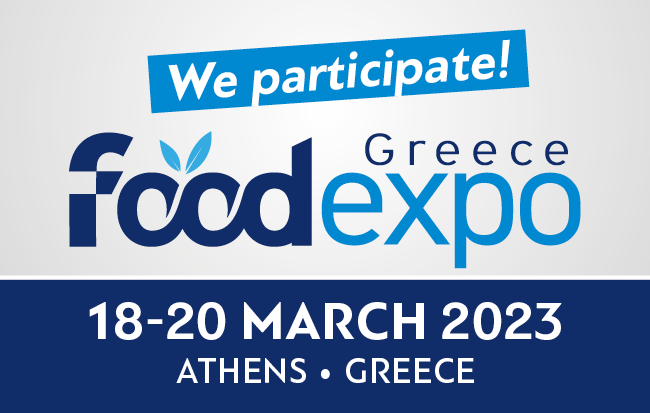 We participate!
Greece
foodexpo
18-20 MARCH 2023
ATHENS • GREECE